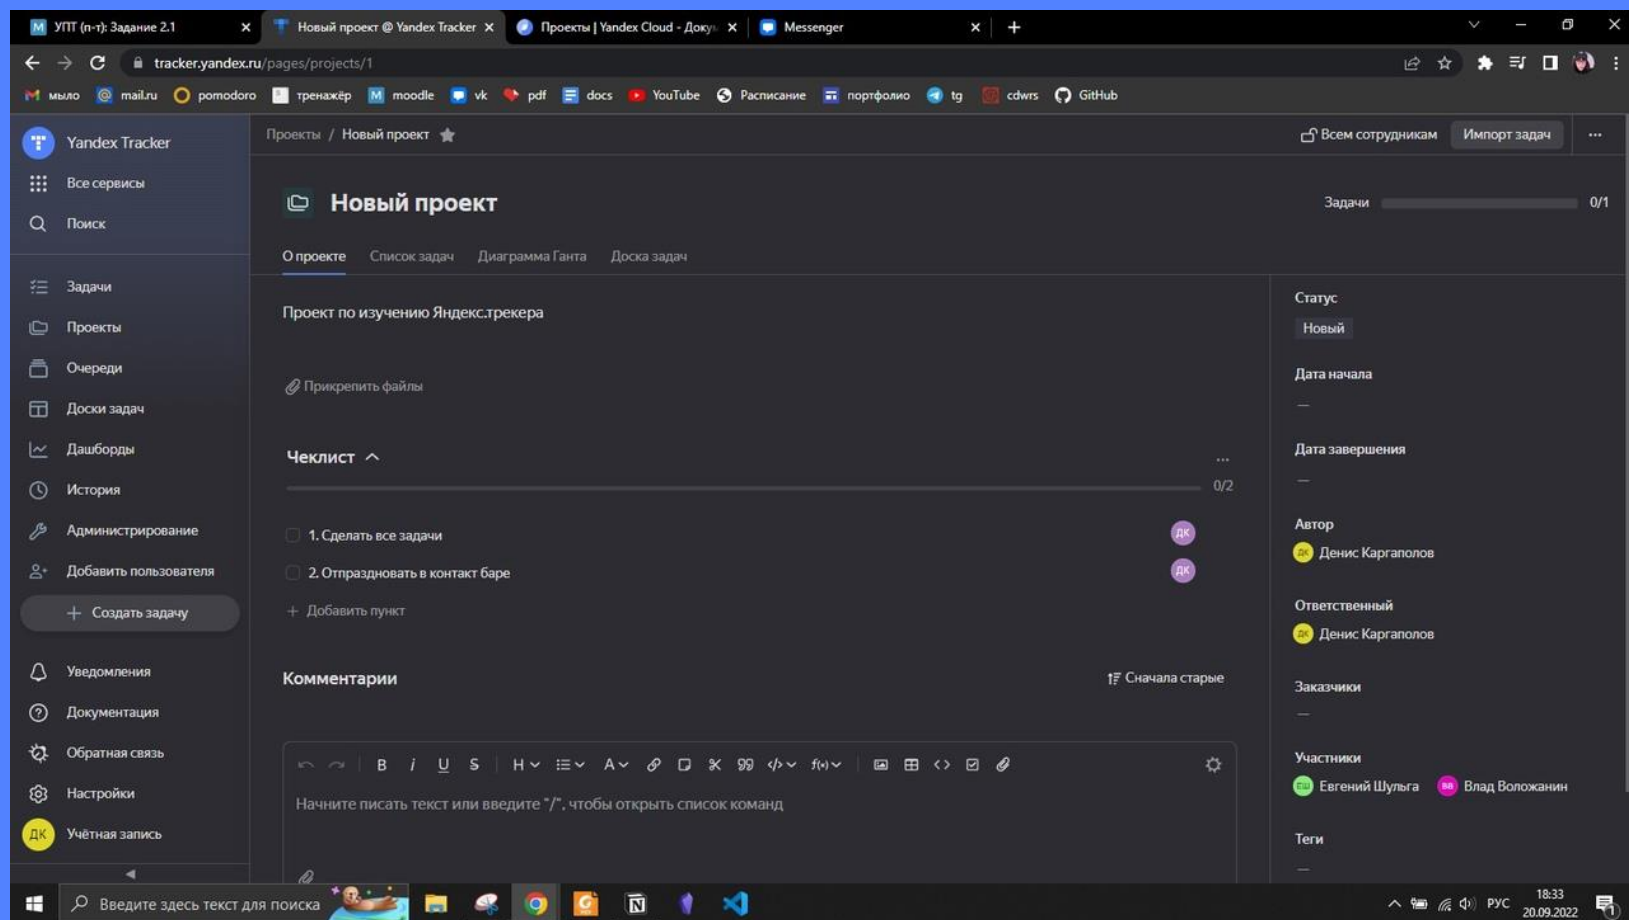 УПТ (п-т): Задание 2.1
Новый проект @ Yandex Tracker
Проекты | Yandex Cloud - Доку
Messenger
tracker.yandex.ru/pages/projects/1
мыло
mail.ru
pomodoro
тренажёр
moodle
vk
pdf
docs
YouTube
Расписание
портфолио
tg
cdwrs
GitHub
Yandex Tracker
Все сервисы
Поиск
Задачи
Проекты
Очереди
Доски задач
Дашборды
История
Администрирование
Добавить пользователя
+ Создать задачу
Уведомления
Документация
Обратная связь
Настройки
ДК Учётная запись
Проекты / Новый проект
Всем сотрудникам
Импорт задач
Новый проект
Задачи 0/1
О проекте
Список задач
Диаграмма Ганта
Доска задач
Проект по изучению Яндекс.трекера
Прикрепить файлы
Чеклист
0/2
1. Сделать все задачи ДК
2. Отпраздновать в контакт баре ДК
+ Добавить пункт
Комментарии
Сначала старые
B i U S H A
Начните писать текст или введите "/", чтобы открыть список команд
Статус
Новый
Дата начала
—
Дата завершения
—
Автор
ДК Денис Каргаполов
Ответственный
ДК Денис Каргаполов
Заказчики
—
Участники
ЕШ Евгений Шульга ВВ Влад Воложанин
Теги
—
Введите здесь текст для поиска
РУС
18:33
20.09.2022